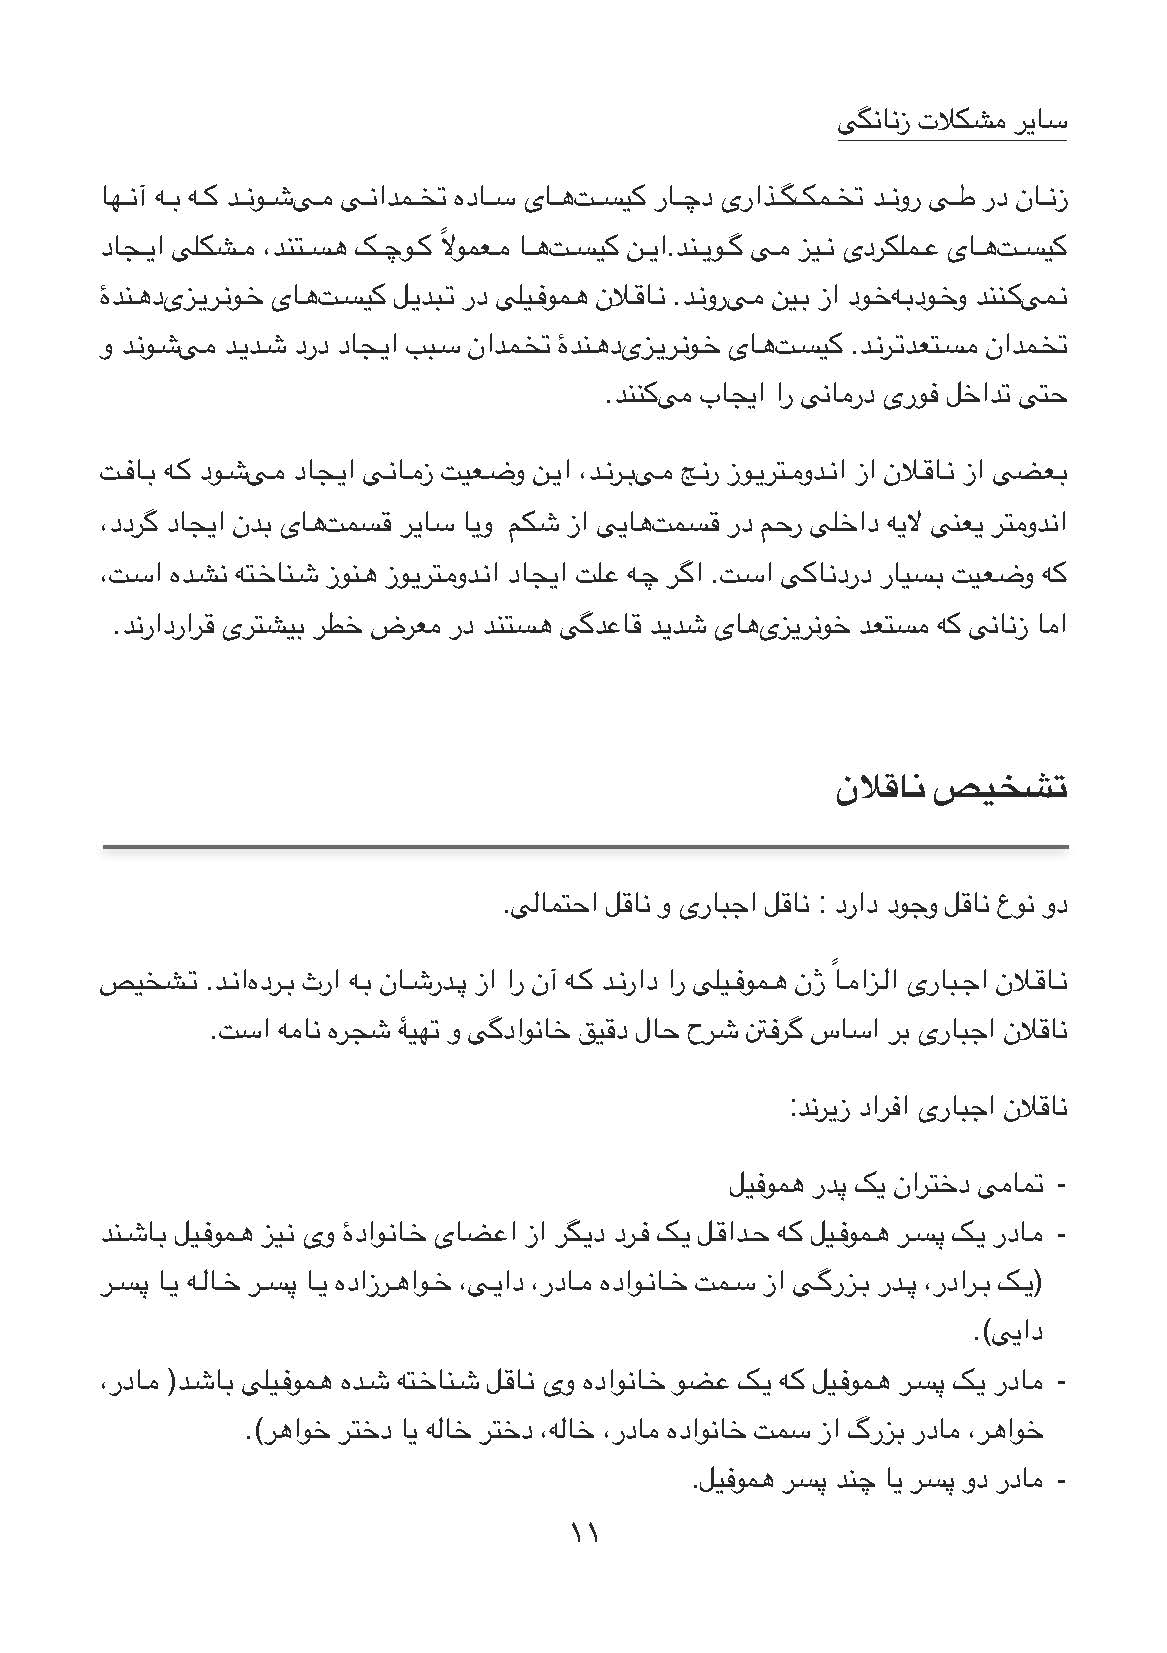 سایر مشکلات زنانگی
زنان در طی روند تخمک‌گذاری دچار کیست‌های ساده تخمدانی می‌شوند که به آنها
کیست‌های عملکردی نیز می گویند.این کیست‌ها معمولاً کوچک هستند، مشکلی ایجاد
نمی‌کنند وخودبه‌خود از بین می‌روند. ناقلان هموفیلی در تبدیل کیست‌های خونریزی‌دهندۀ
تخمدان مستعدترند. کیست‌های خونریزی‌دهندۀ تخمدان سبب ایجاد درد شدید می‌شوند و
حتی تداخل فوری درمانی را ایجاب می‌کنند.
بعضی از ناقلان از اندومتریوز رنج می‌برند، این وضعیت زمانی ایجاد می‌شود که بافت
اندومتر یعنی لایه داخلی رحم در قسمت‌هایی از شکم ویا سایر قسمت‌های بدن ایجاد گردد،
که وضعیت بسیار دردناکی است. اگر چه علت ایجاد اندومتریوز هنوز شناخته نشده است،
اما زنانی که مستعد خونریزی‌های شدید قاعدگی هستند در معرض خطر بیشتری قراردارند.
تشخیص ناقلان
دو نوع ناقل وجود دارد : ناقل اجباری و ناقل احتمالی.
ناقلان اجباری الزاماً ژن هموفیلی را دارند که آن را از پدرشان به ارث برده‌اند. تشخیص
ناقلان اجباری بر اساس گرفتن شرح حال دقیق خانوادگی و تهیۀ شجره نامه است.
ناقلان اجباری افراد زیرند:
- تمامی دختران یک پدر هموفیل
- مادر یک پسر هموفیل که حداقل یک فرد دیگر از اعضای خانوادۀ وی نیز هموفیل باشند
(یک برادر، پدر بزرگی از سمت خانواده مادر، دایی، خواهرزاده یا پسر خاله یا پسر
دایی).
- مادر یک پسر هموفیل که یک عضو خانواده وی ناقل شناخته شده هموفیلی باشد (مادر،
خواهر، مادر بزرگ از سمت خانواده مادر، خاله، دختر خاله یا دختر خواهر).
- مادر دو پسر یا چند پسر هموفیل.
۱۱